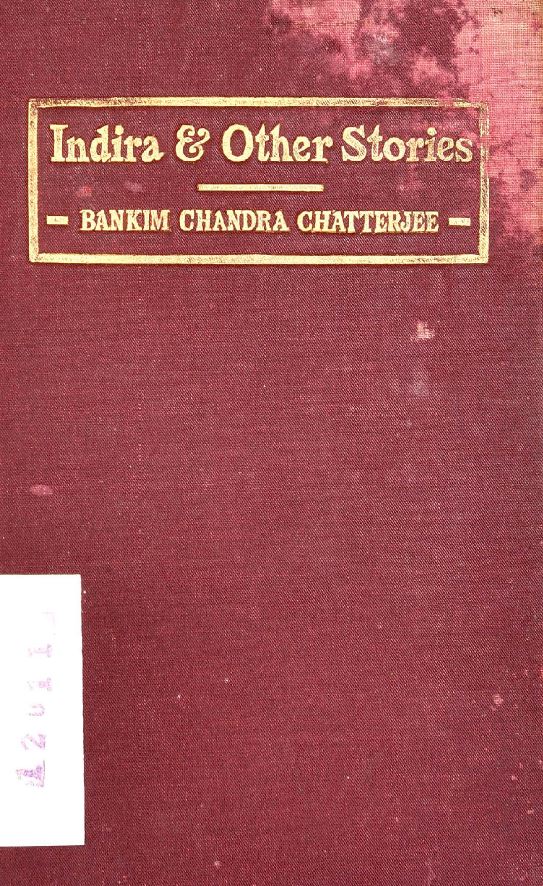 Indira & Other Stories
- BANKIM CHANDRA CHATTERJEE -